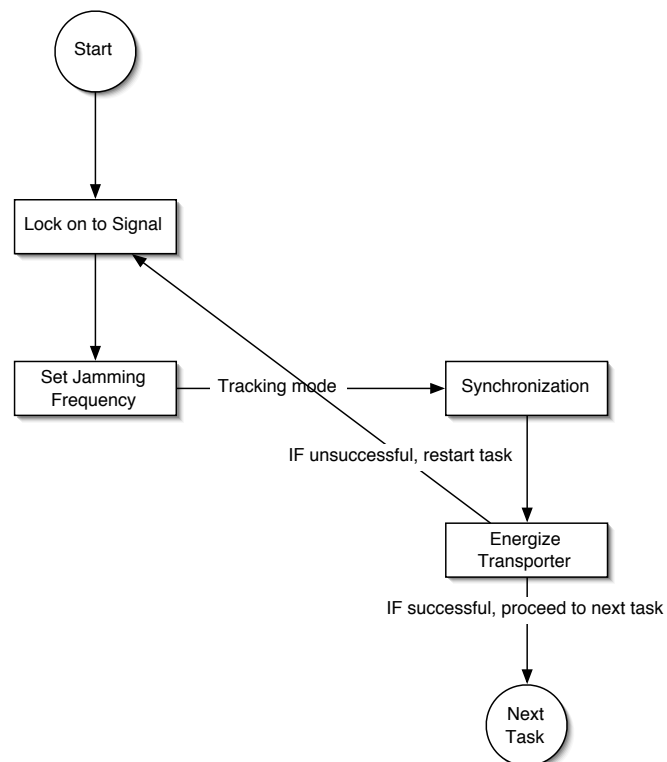 Start
Lock on to Signal
Set Jamming
Frequency
Tracking mode
Synchronization
IF unsuccessful, restart task
Energize
Transporter
IF successful, proceed to next task
Next
Task